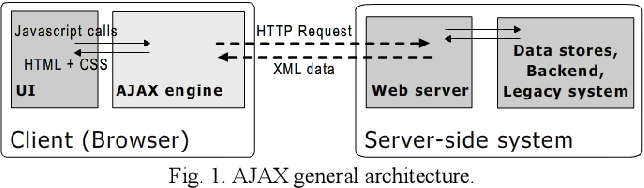 Javascript calls
HTML + CSS
UI
AJAX engine
Client (Browser)
HTTP Request
XML data
Web server
Data stores,
Backend,
Legacy system
Server-side system
Fig. 1. AJAX general architecture.